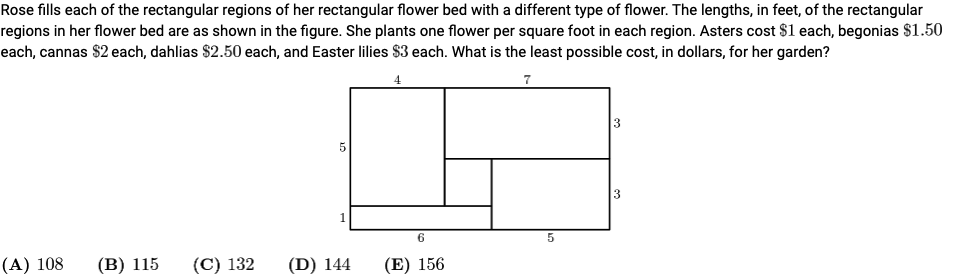 Rose fills each of the rectangular regions of her rectangular flower bed with a different type of flower. The lengths, in feet, of the rectangular
regions in her flower bed are as shown in the figure. She plants one flower per square foot in each region. Asters cost $1 each, begonias $1.50
each, cannas $2 each, dahlias $2.50 each, and Easter lilies $3 each. What is the least possible cost, in dollars, for her garden?
4 7
3
5
3
1
6 5
(A) 108 (B) 115 (C) 132 (D) 144 (E) 156